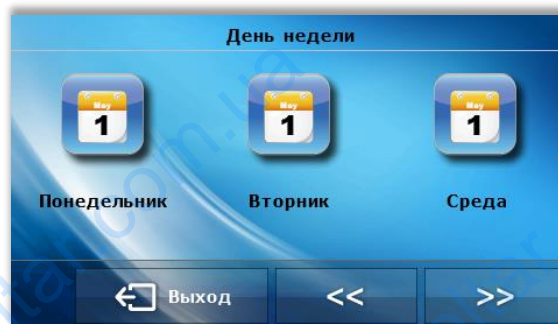 День недели
May May May
1 1 1
Понедельник Вторник Среда
Выход << >>